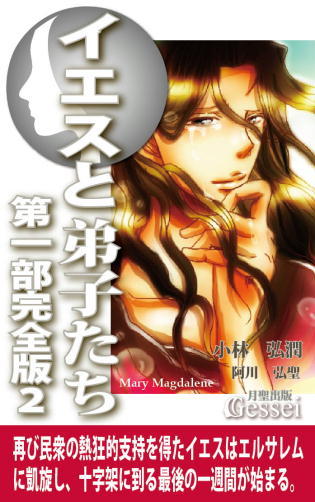 イエスと弟子たち
第一部完全版2
小林 弘潤
阿川 弘聖
Mary Magdalene
月聖出版
Gessei
再び民衆の熱狂的支持を得たイエスはエルサレム
に凱旋し、十字架に到る最後の一週間が始まる。